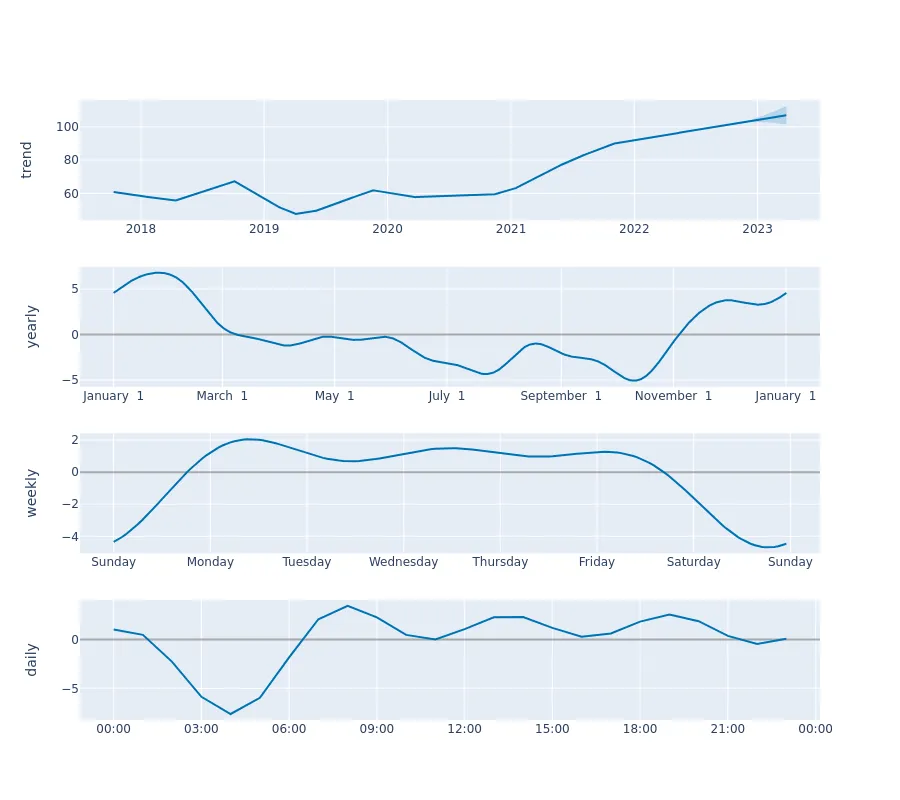 trend
100
80
60
2018 2019 2020 2021 2022 2023
yearly
5
0
−5
January 1 March 1 May 1 July 1 September 1 November 1 January 1
weekly
2
0
−2
−4
Sunday Monday Tuesday Wednesday Thursday Friday Saturday Sunday
daily
0
−5
00:00 03:00 06:00 09:00 12:00 15:00 18:00 21:00 00:00